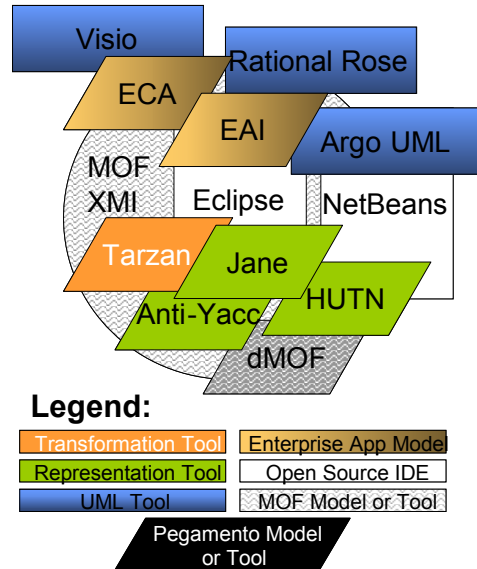 Visio
Rational Rose
ECA
EAI
Argo UML
MOF
XMI
Eclipse
NetBeans
Tarzan
Jane
HUTN
Anti-Yacc
dMOF
Legend:
Transformation Tool
Enterprise App Model
Representation Tool
Open Source IDE
UML Tool
MOF Model or Tool
Pegamento Model
or Tool